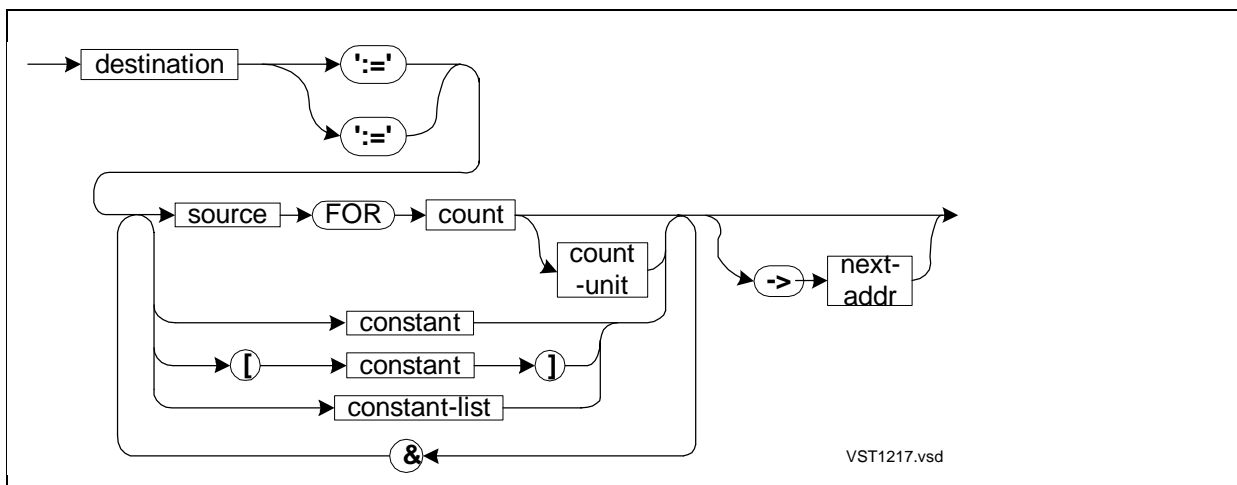 destination
':='
':='
source
FOR
count
count
-unit
->
next-
addr
constant
[
constant
]
constant-list
&
VST1217.vsd